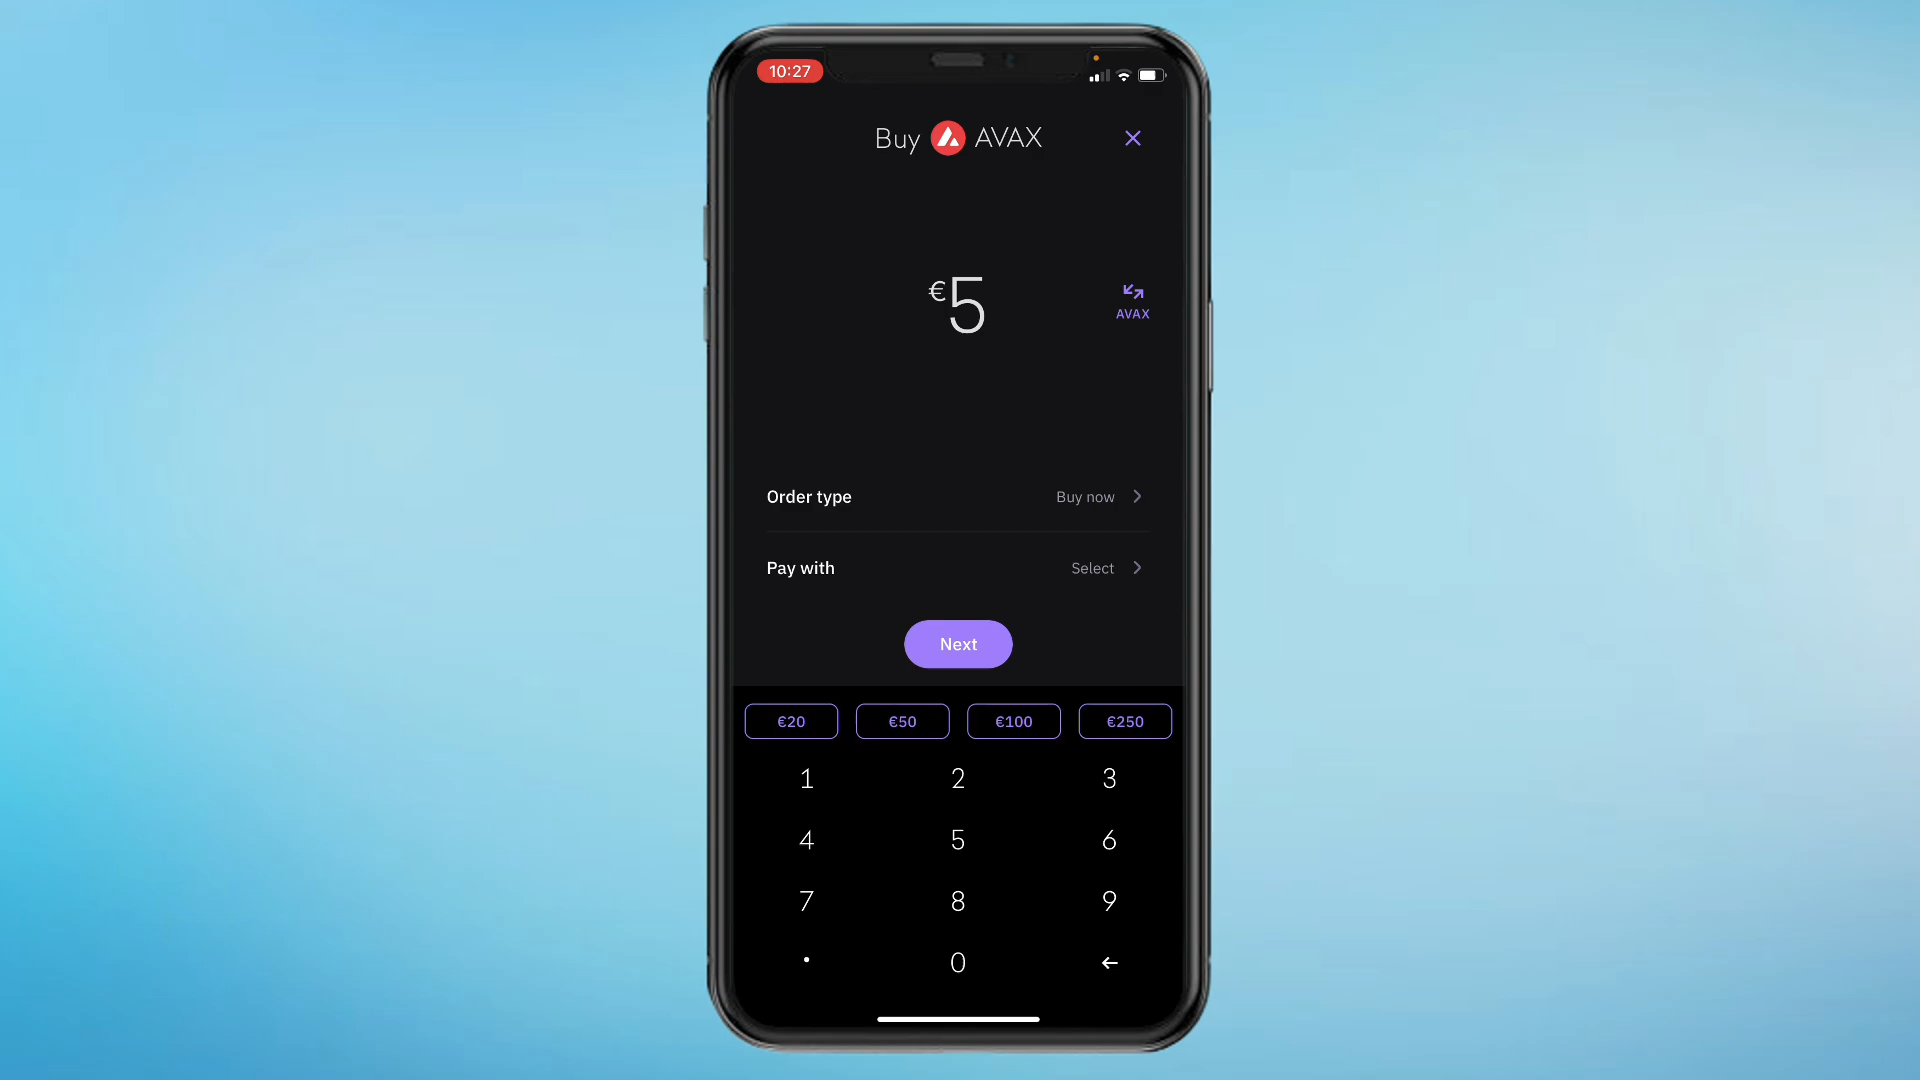 10:27
Buy AVAX
€5
AVAX
Order type Buy now
Pay with Select
Next
€20 €50 €100 €250
1 2 3
4 5 6
7 8 9
. 0